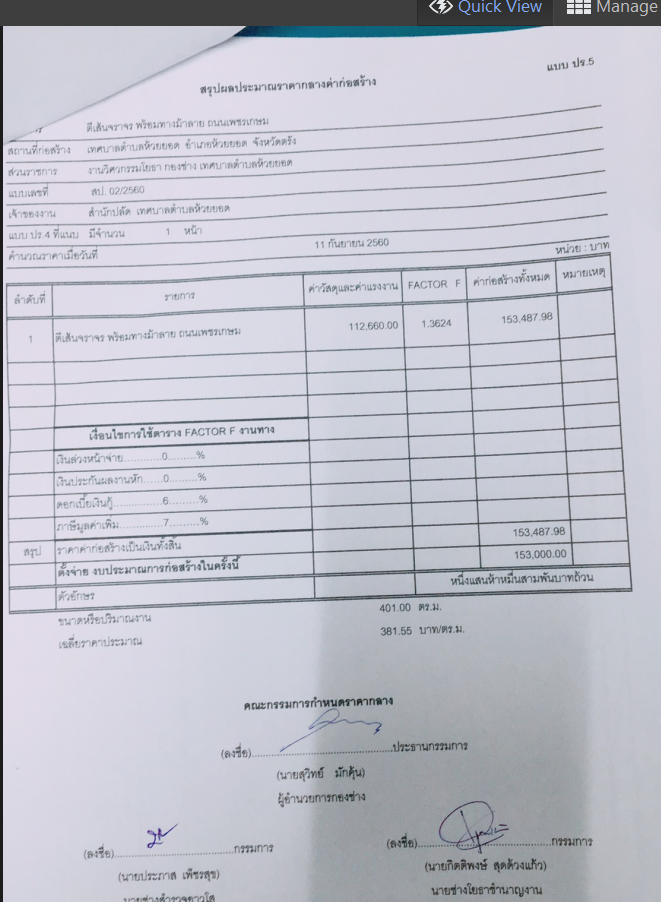 Quick View Manage
แบบ ปร.5
สรุปผลประมาณราคากลางค่าก่อสร้าง
ตีเส้นจราจร พร้อมทางม้าลาย ถนนเพชรเกษม
สถานที่ก่อสร้าง เทศบาลตำบลห้วยยอด อำเภอห้วยยอด จังหวัดตรัง
ส่วนราชการ งานวิศวกรรมโยธา กองช่าง เทศบาลตำบลห้วยยอด
แบบเลขที่ สป. 02/2560
เจ้าของงาน สำนักปลัด เทศบาลตำบลห้วยยอด
แบบ ปร.4 ที่แนบ มีจำนวน 1 หน้า
คำนวณราคาเมื่อวันที่ 11 กันยายน 2560
หน่วย : บาท
ลำดับที่ รายการ ค่าวัสดุและค่าแรงงาน FACTOR F ค่าก่อสร้างทั้งหมด หมายเหตุ
1 ตีเส้นจราจร พร้อมทางม้าลาย ถนนเพชรเกษม 112,660.00 1.3624 153,487.98
เงื่อนไขการใช้ตาราง FACTOR F งานทาง
เงินล่วงหน้าจ่าย............0.........%
เงินประกันผลงานหัก......0.........%
ดอกเบี้ยเงินกู้...............6.........%
ภาษีมูลค่าเพิ่ม..............7.........%
สรุป ราคาค่าก่อสร้างเป็นเงินทั้งสิ้น 153,487.98
ตั้งจ่าย งบประมาณการก่อสร้างในครั้งนี้ 153,000.00
ตัวอักษร หนึ่งแสนห้าหมื่นสามพันบาทถ้วน
ขนาดหรือปริมาณงาน 401.00 ตร.ม.
เฉลี่ยราคาประมาณ 381.55 บาท/ตร.ม.
คณะกรรมการกำหนดราคากลาง
(ลงชื่อ)................................................ประธานกรรมการ
(นายสุวิทย์ มักคุ้น)
ผู้อำนวยการกองช่าง
(ลงชื่อ)........................................กรรมการ (ลงชื่อ)..............................................กรรมการ
(นายประภาส เพ็ชรสุข) (นายกิตติพงษ์ สุดด้วงแก้ว)
นายช่างสำรวจอาวุโส นายช่างโยธาชำนาญงาน